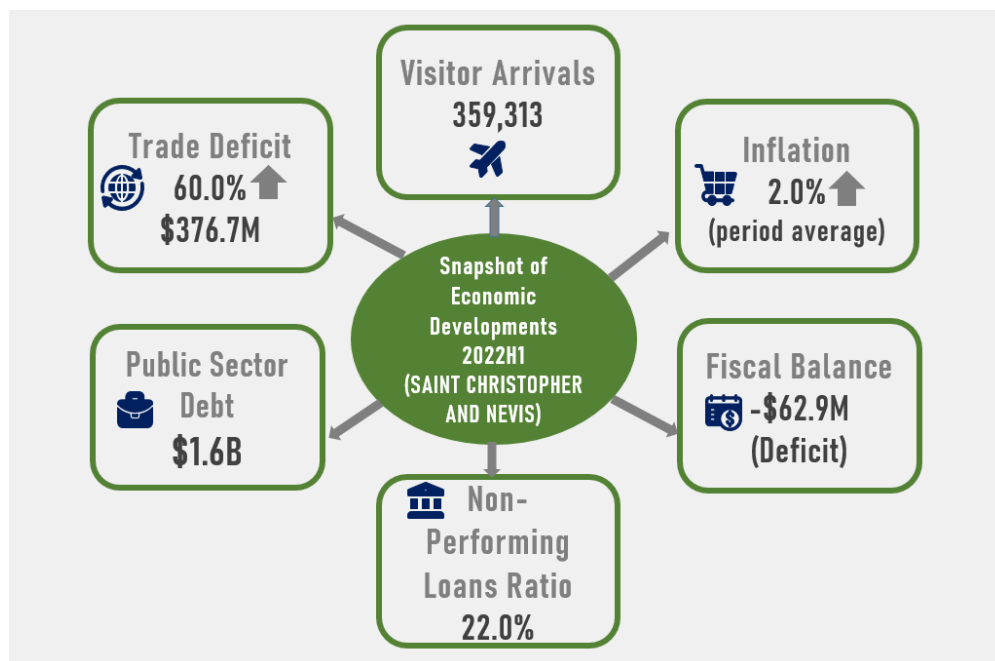 Visitor Arrivals
359,313
Trade Deficit
60.0%
$376.7M
Inflation
2.0%
(period average)
Snapshot of
Economic
Developments
2022H1
(SAINT CHRISTOPHER
AND NEVIS)
Public Sector
Debt
$1.6B
Fiscal Balance
-$62.9M
(Deficit)
Non-
Performing
Loans Ratio
22.0%